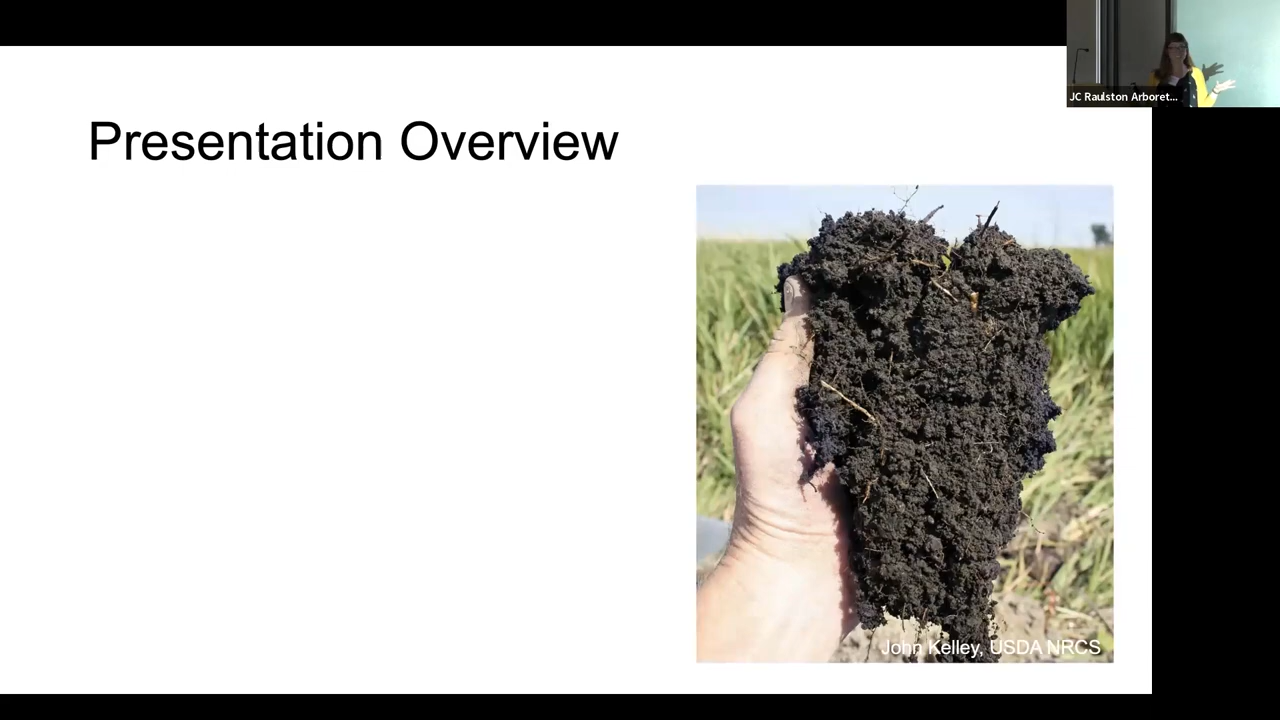 JC Raulston Arboret...
Presentation Overview
John Kelley, USDA NRCS